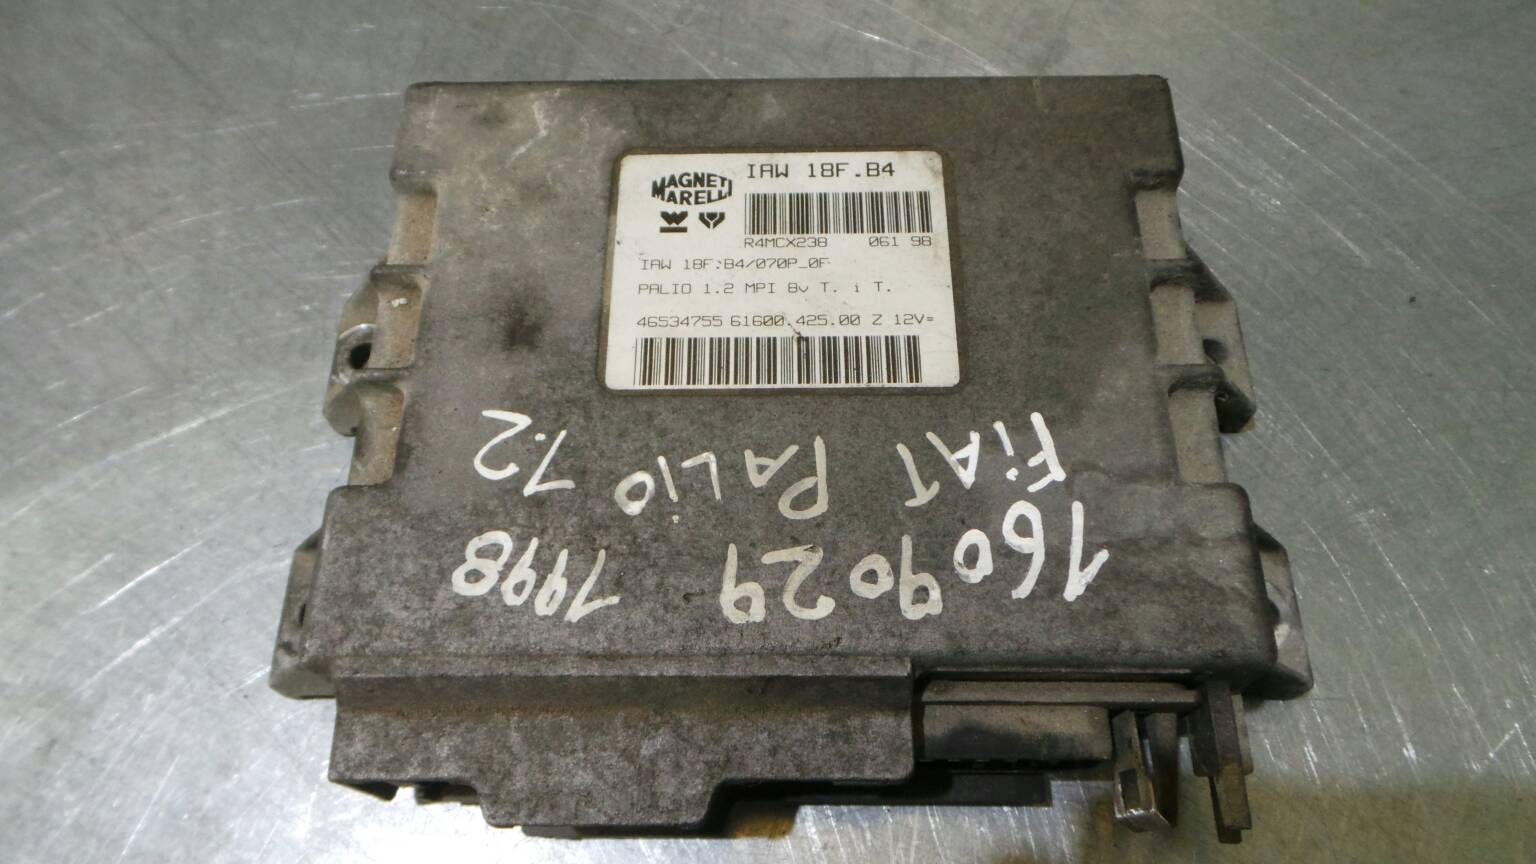 IAW 18F.B4
MAGNETI
MARELLI
R4MCX238 061 98
IAW 18F.B4/070P_0F
PALIO 1.2 MPI 8v T. i T.
46534755 61600.425.00 Z 12V=
1609029 1998
FiAT PALiO 1.2